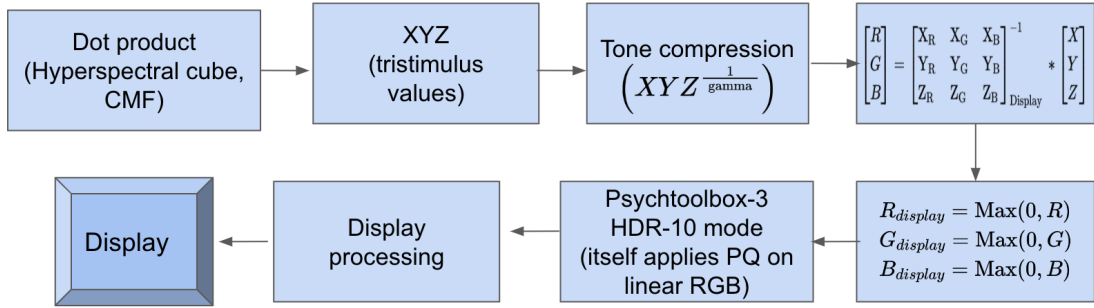 Dot product
(Hyperspectral cube,
CMF)
XYZ
(tristimulus
values)
Tone compression
(XYZ^(1/gamma))
[R G B] = [X_R X_G X_B; Y_R Y_G Y_B; Z_R Z_G Z_B]^-1_Display * [X Y Z]
R_display = Max(0, R)
G_display = Max(0, G)
B_display = Max(0, B)
Psychtoolbox-3
HDR-10 mode
(itself applies PQ on
linear RGB)
Display
processing
Display